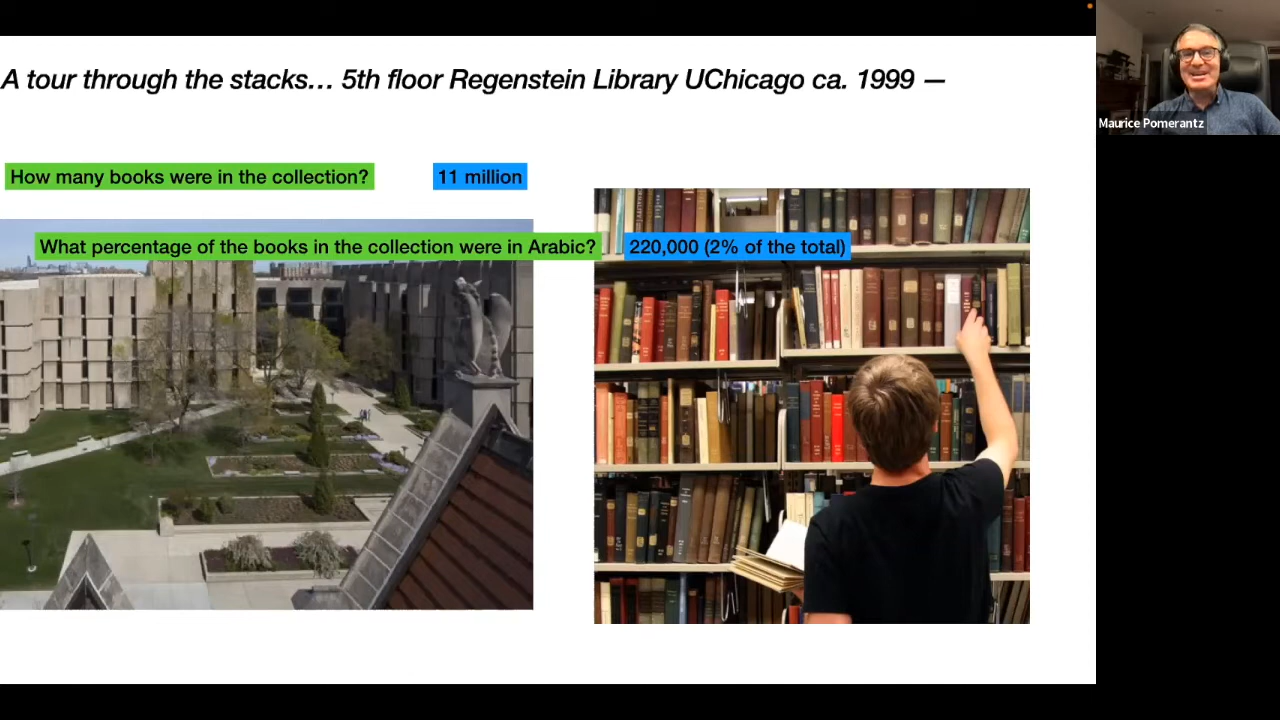 A tour through the stacks... 5th floor Regenstein Library UChicago ca. 1999 —
Maurice Pomerantz
How many books were in the collection?
11 million
What percentage of the books in the collection were in Arabic?
220,000 (2% of the total)